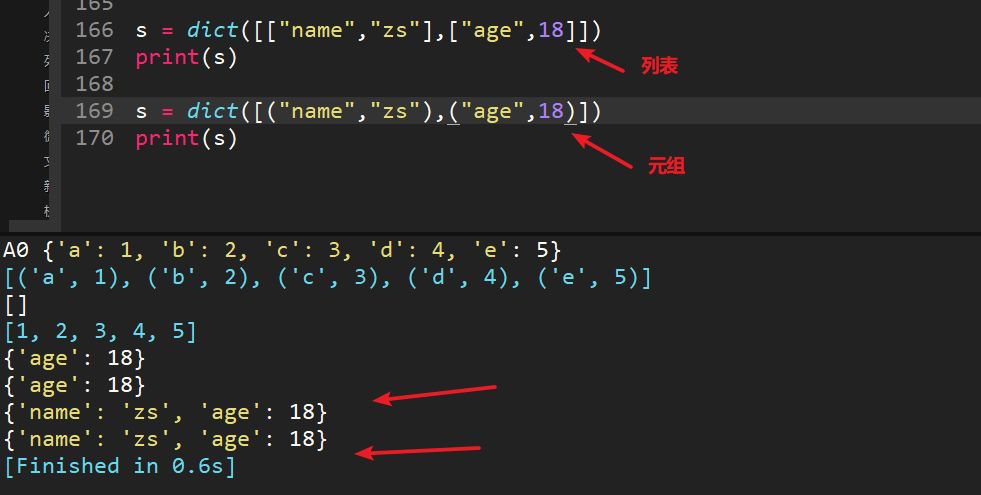 165
166 s = dict([["name","zs"],["age",18]])
167 print(s)
列表
168
169 s = dict([("name","zs"),("age",18)])
170 print(s)
元组
A0 {'a': 1, 'b': 2, 'c': 3, 'd': 4, 'e': 5}
[('a', 1), ('b', 2), ('c', 3), ('d', 4), ('e', 5)]
[]
[1, 2, 3, 4, 5]
{'age': 18}
{'age': 18}
{'name': 'zs', 'age': 18}
{'name': 'zs', 'age': 18}
[Finished in 0.6s]